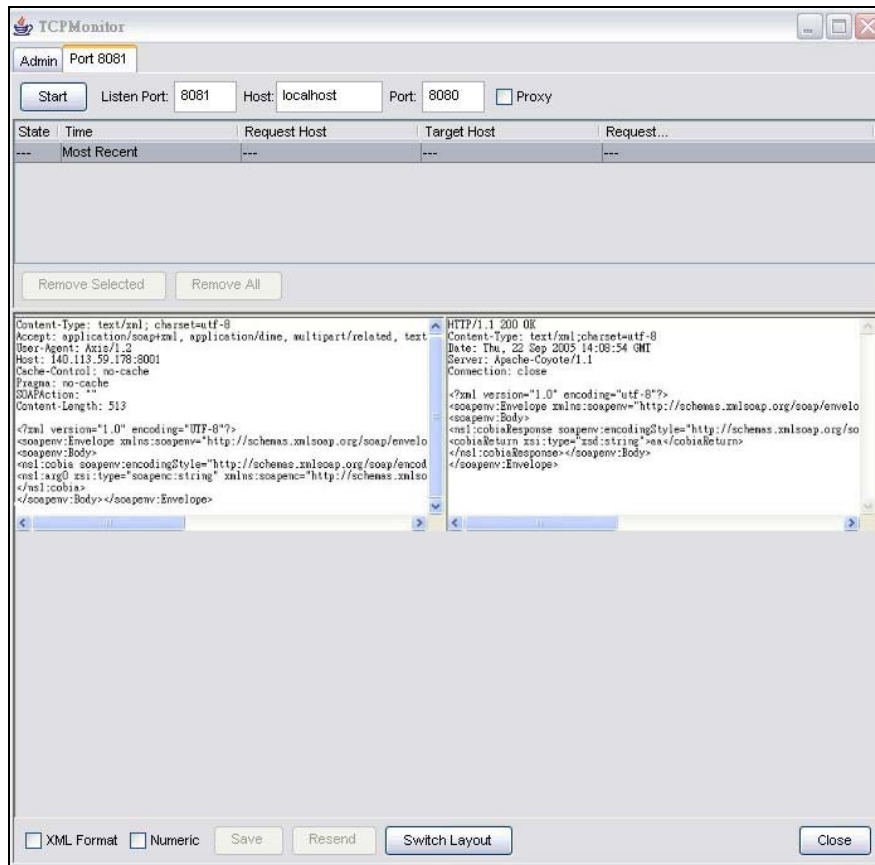 TCPMonitor
Admin Port 8081
Start Listen Port: 8081 Host: localhost Port: 8080 Proxy
State Time Request Host Target Host Request...
--- Most Recent --- --- ---
Remove Selected Remove All
Content-Type: text/xml; charset=utf-8
Accept: application/soap+xml, application/dime, multipart/related, text
User-Agent: Axis/1.2
Host: 140.113.59.178:8001
Cache-Control: no-cache
Pragma: no-cache
SOAPAction: ""
Content-Length: 513
<?xml version="1.0" encoding="UTF-8"?>
<soapenv:Envelope xmlns:soapenv="http://schemas.xmlsoap.org/soap/envelo
<soapenv:Body>
<ns1:cobia soapenv:encodingStyle="http://schemas.xmlsoap.org/soap/encod
<ns1:arg0 xsi:type="soapenc:string" xmlns:soapenc="http://schemas.xmlso
</ns1:cobia>
</soapenv:Body></soapenv:Envelope>
HTTP/1.1 200 OK
Content-Type: text/xml;charset=utf-8
Date: Thu, 22 Sep 2005 14:08:54 GMT
Server: Apache-Coyote/1.1
Connection: close
<?xml version="1.0" encoding="utf-8"?>
<soapenv:Envelope xmlns:soapenv="http://schemas.xmlsoap.org/soap/envelo
<soapenv:Body>
<ns1:cobiaResponse soapenv:encodingStyle="http://schemas.xmlsoap.org/so
<cobiaReturn xsi:type="xsd:string">aa</cobiaReturn>
</ns1:cobiaResponse></soapenv:Body>
</soapenv:Envelope>
XML Format Numeric Save Resend Switch Layout Close